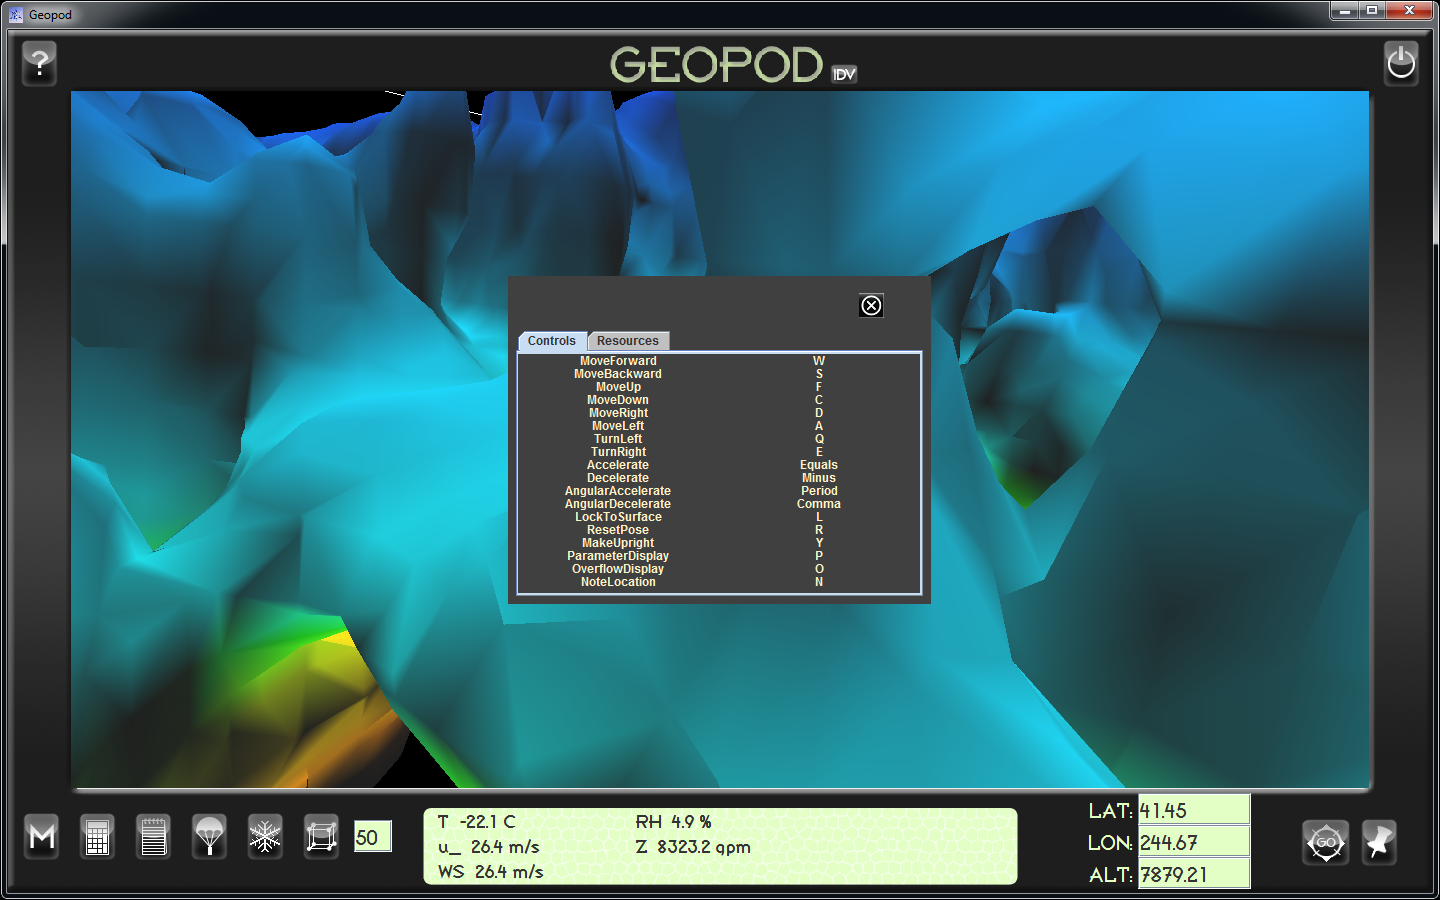 Geopod
?
GEOPOD IDV
Controls Resources
MoveForward W
MoveBackward S
MoveUp F
MoveDown C
MoveRight D
MoveLeft A
TurnLeft Q
TurnRight E
Accelerate Equals
Decelerate Minus
AngularAccelerate Period
AngularDecelerate Comma
LockToSurface L
ResetPose R
MakeUpright Y
ParameterDisplay P
OverflowDisplay O
NoteLocation N
M
50
T -22.1 C RH 4.9 %
u_ 26.4 m/s Z 8323.2 gpm
WS 26.4 m/s
LAT: 41.45
LON: 244.67
ALT: 7879.21
GO